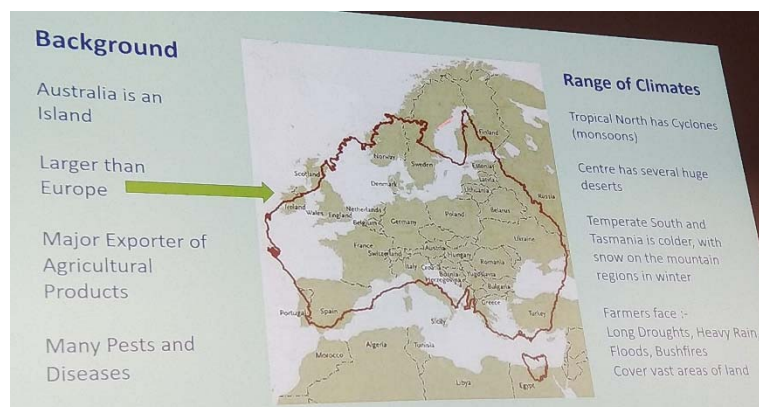 Background
Australia is an
Island
Larger than
Europe
Major Exporter of
Agricultural
Products
Many Pests and
Diseases
Finland
Norway
Sweden
Scotland
Estonia
Latvia
Lithuania
Russia
Denmark
Ireland
Wales
England
Netherlands
Belgium
Germany
Poland
Belarus
Ukraine
France
Switzerland
Austria
Hungary
Italy
Croatia
Romania
Bosnia
Herzegovina
Bulgaria
Portugal
Spain
Greece
Turkey
Sicily
Morocco
Algeria
Tunisia
Libya
Egypt
Range of Climates
Tropical North has Cyclones
(monsoons)
Centre has several huge
deserts
Temperate South and
Tasmania is colder, with
snow on the mountain
regions in winter
Farmers face :-
Long Droughts, Heavy Rain
Floods, Bushfires
Cover vast areas of land